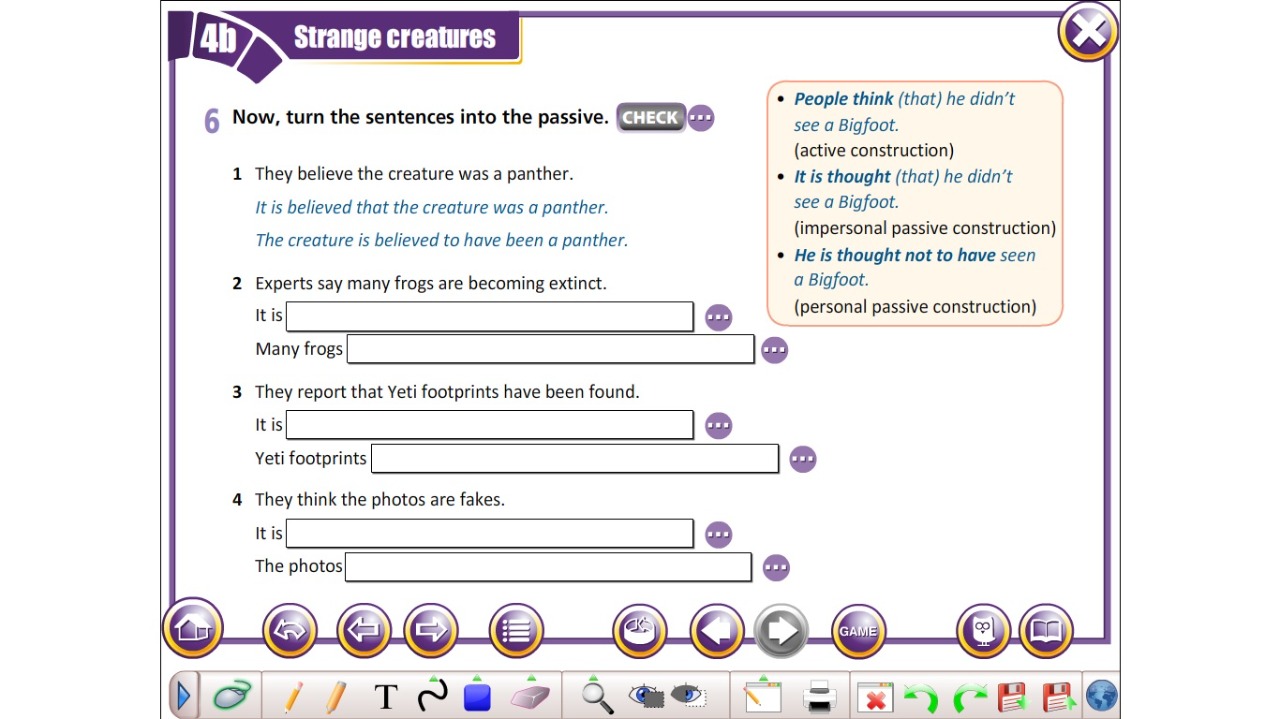 4b Strange creatures
6 Now, turn the sentences into the passive. CHECK
1 They believe the creature was a panther.
It is believed that the creature was a panther.
The creature is believed to have been a panther.
2 Experts say many frogs are becoming extinct.
It is
Many frogs
3 They report that Yeti footprints have been found.
It is
Yeti footprints
4 They think the photos are fakes.
It is
The photos
• People think (that) he didn't
see a Bigfoot.
(active construction)
• It is thought (that) he didn't
see a Bigfoot.
(impersonal passive construction)
• He is thought not to have seen
a Bigfoot.
(personal passive construction)
GAME
T